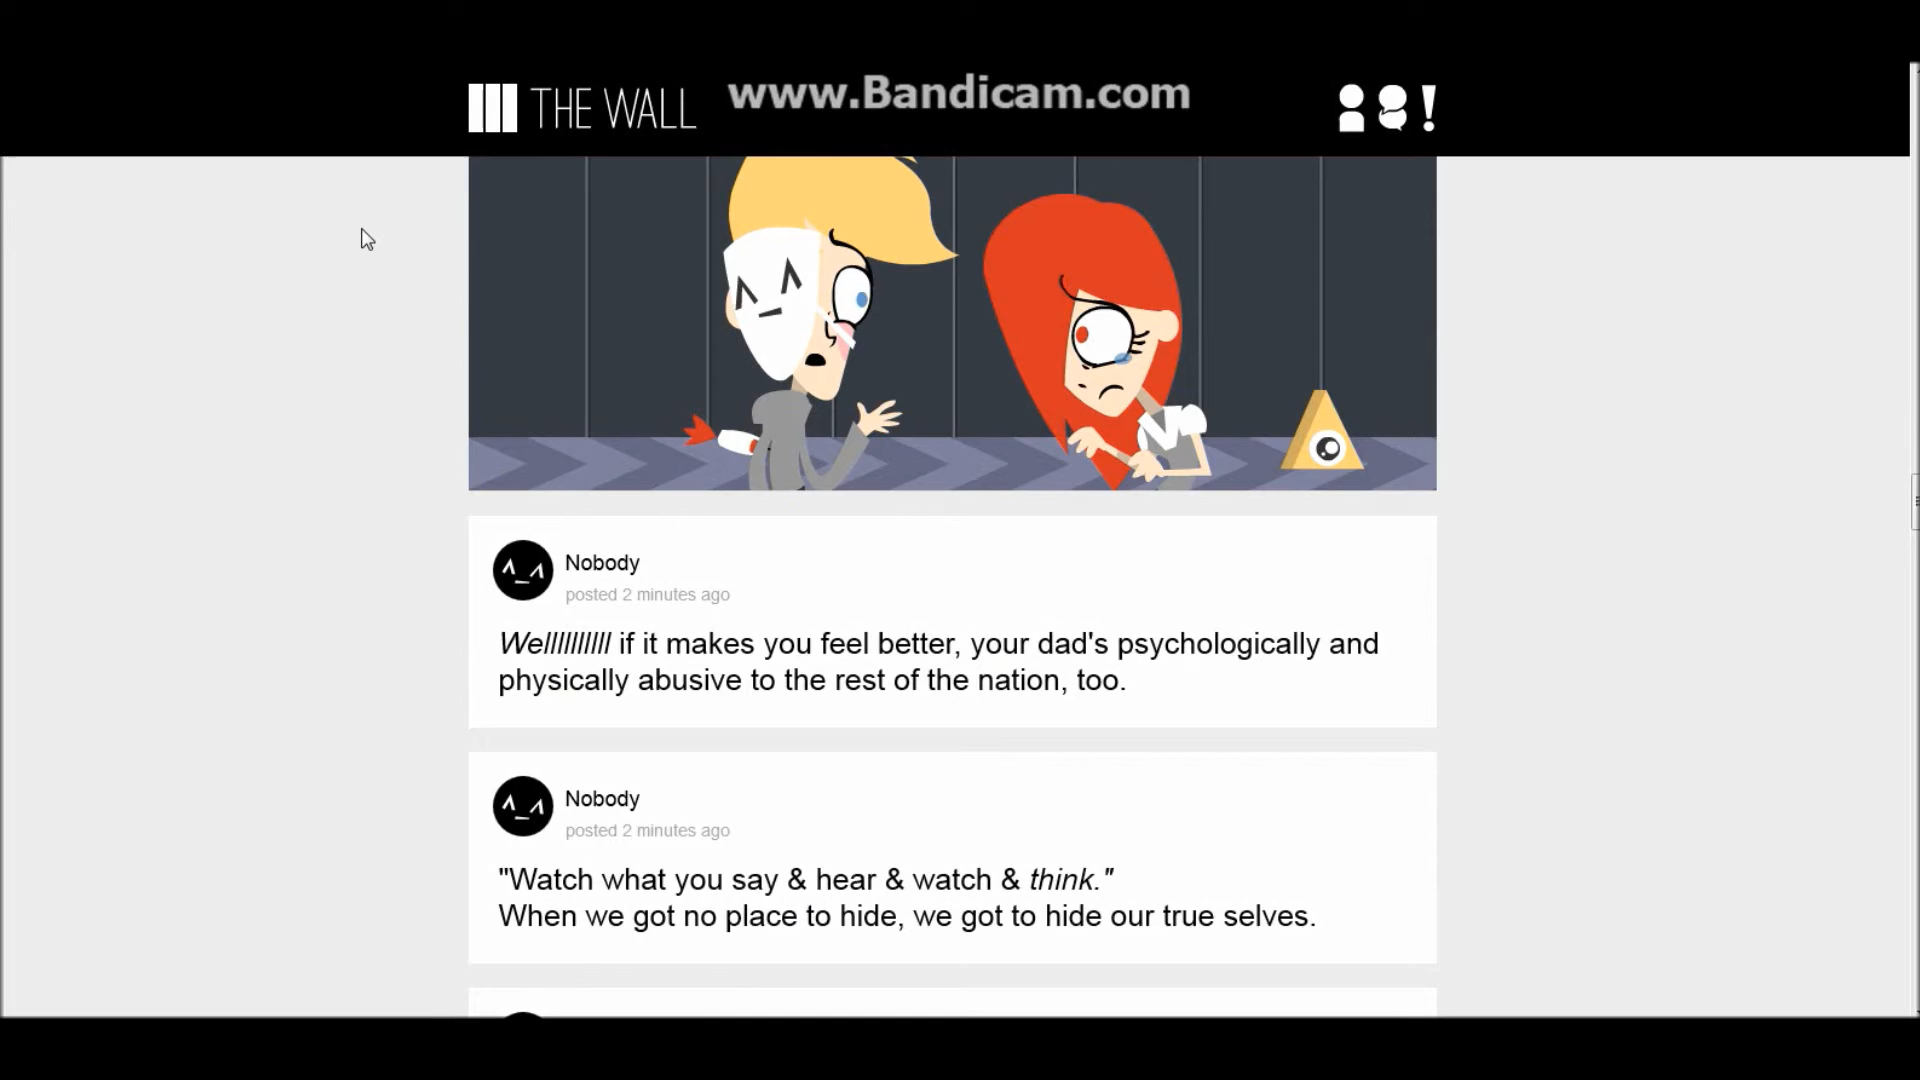 THE WALL
www.Bandicam.com
Nobody
posted 2 minutes ago
Wellllllllll if it makes you feel better, your dad's psychologically and
physically abusive to the rest of the nation, too.
Nobody
posted 2 minutes ago
"Watch what you say & hear & watch & think."
When we got no place to hide, we got to hide our true selves.